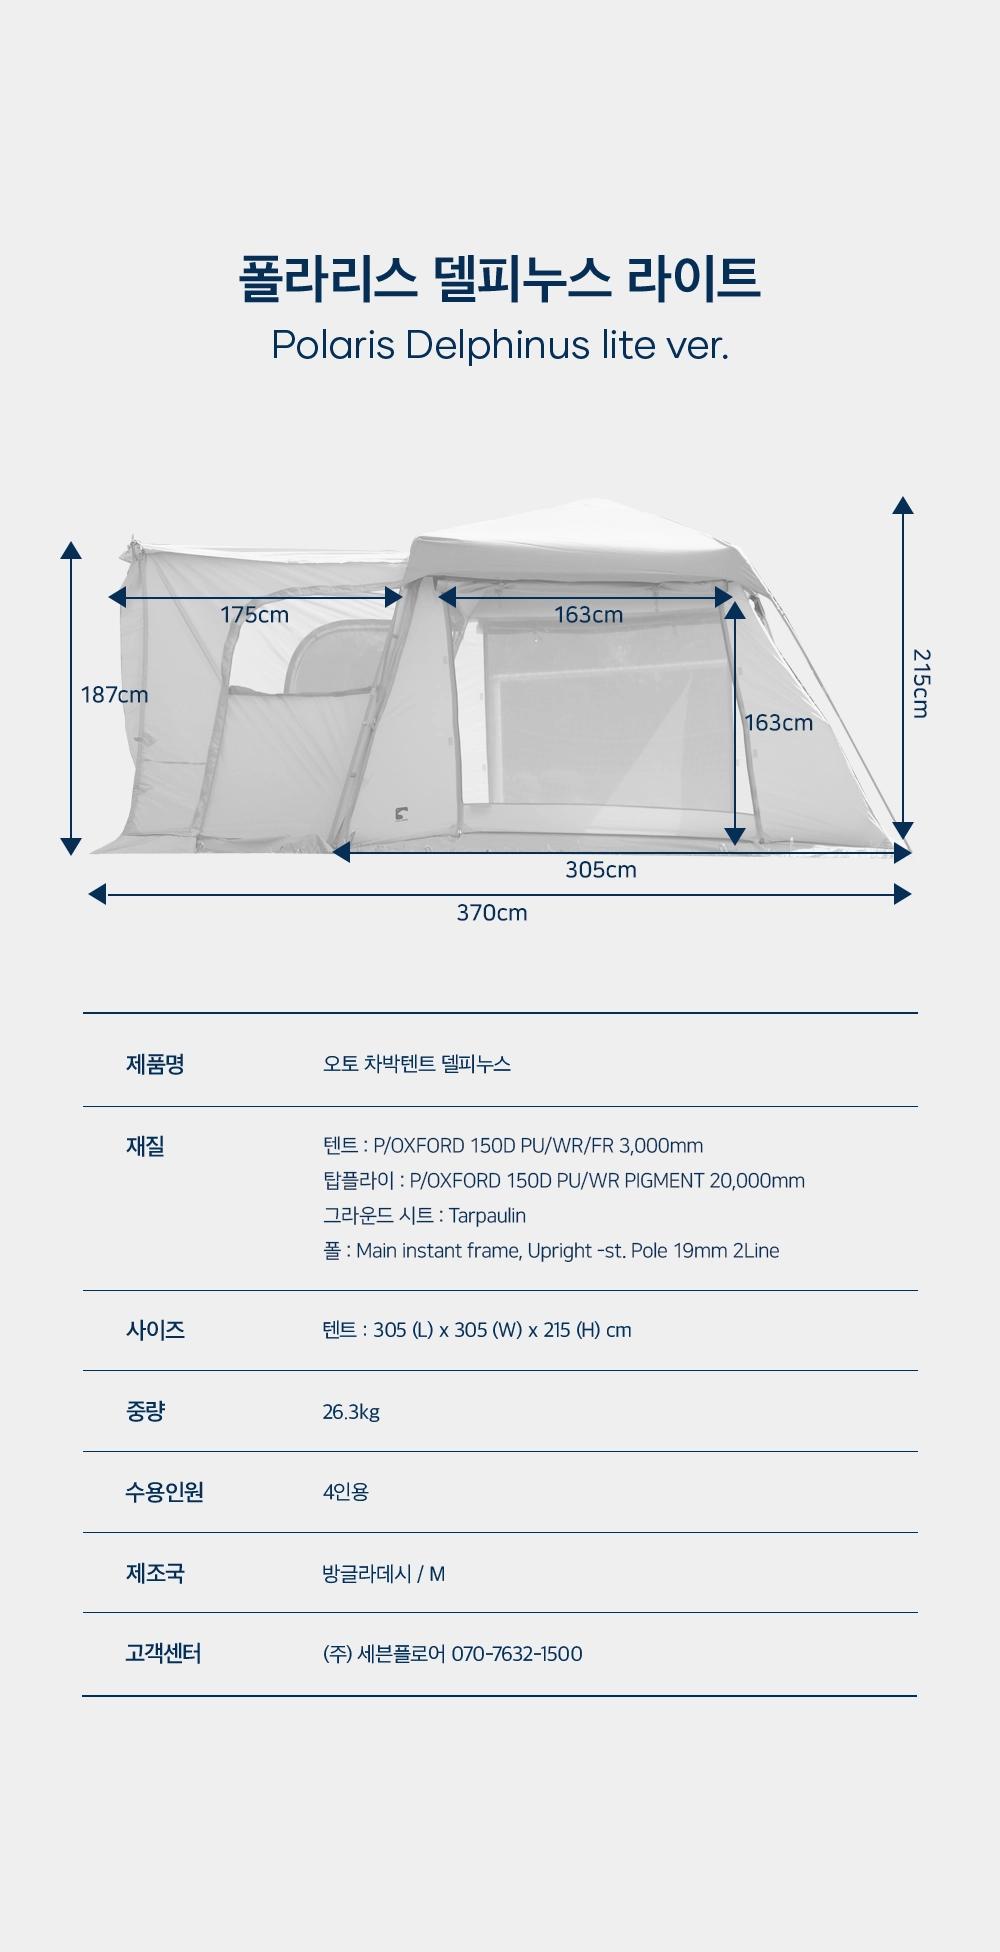 폴라리스 델피누스 라이트
Polaris Delphinus lite ver.
175cm
163cm
187cm
163cm
215cm
305cm
370cm
제품명 오토 차박텐트 델피누스
재질 텐트 : P/OXFORD 150D PU/WR/FR 3,000mm
탑플라이 : P/OXFORD 150D PU/WR PIGMENT 20,000mm
그라운드 시트 : Tarpaulin
폴 : Main instant frame, Upright -st. Pole 19mm 2Line
사이즈 텐트 : 305 (L) x 305 (W) x 215 (H) cm
중량 26.3kg
수용인원 4인용
제조국 방글라데시 / M
고객센터 (주) 세븐플로어 070-7632-1500